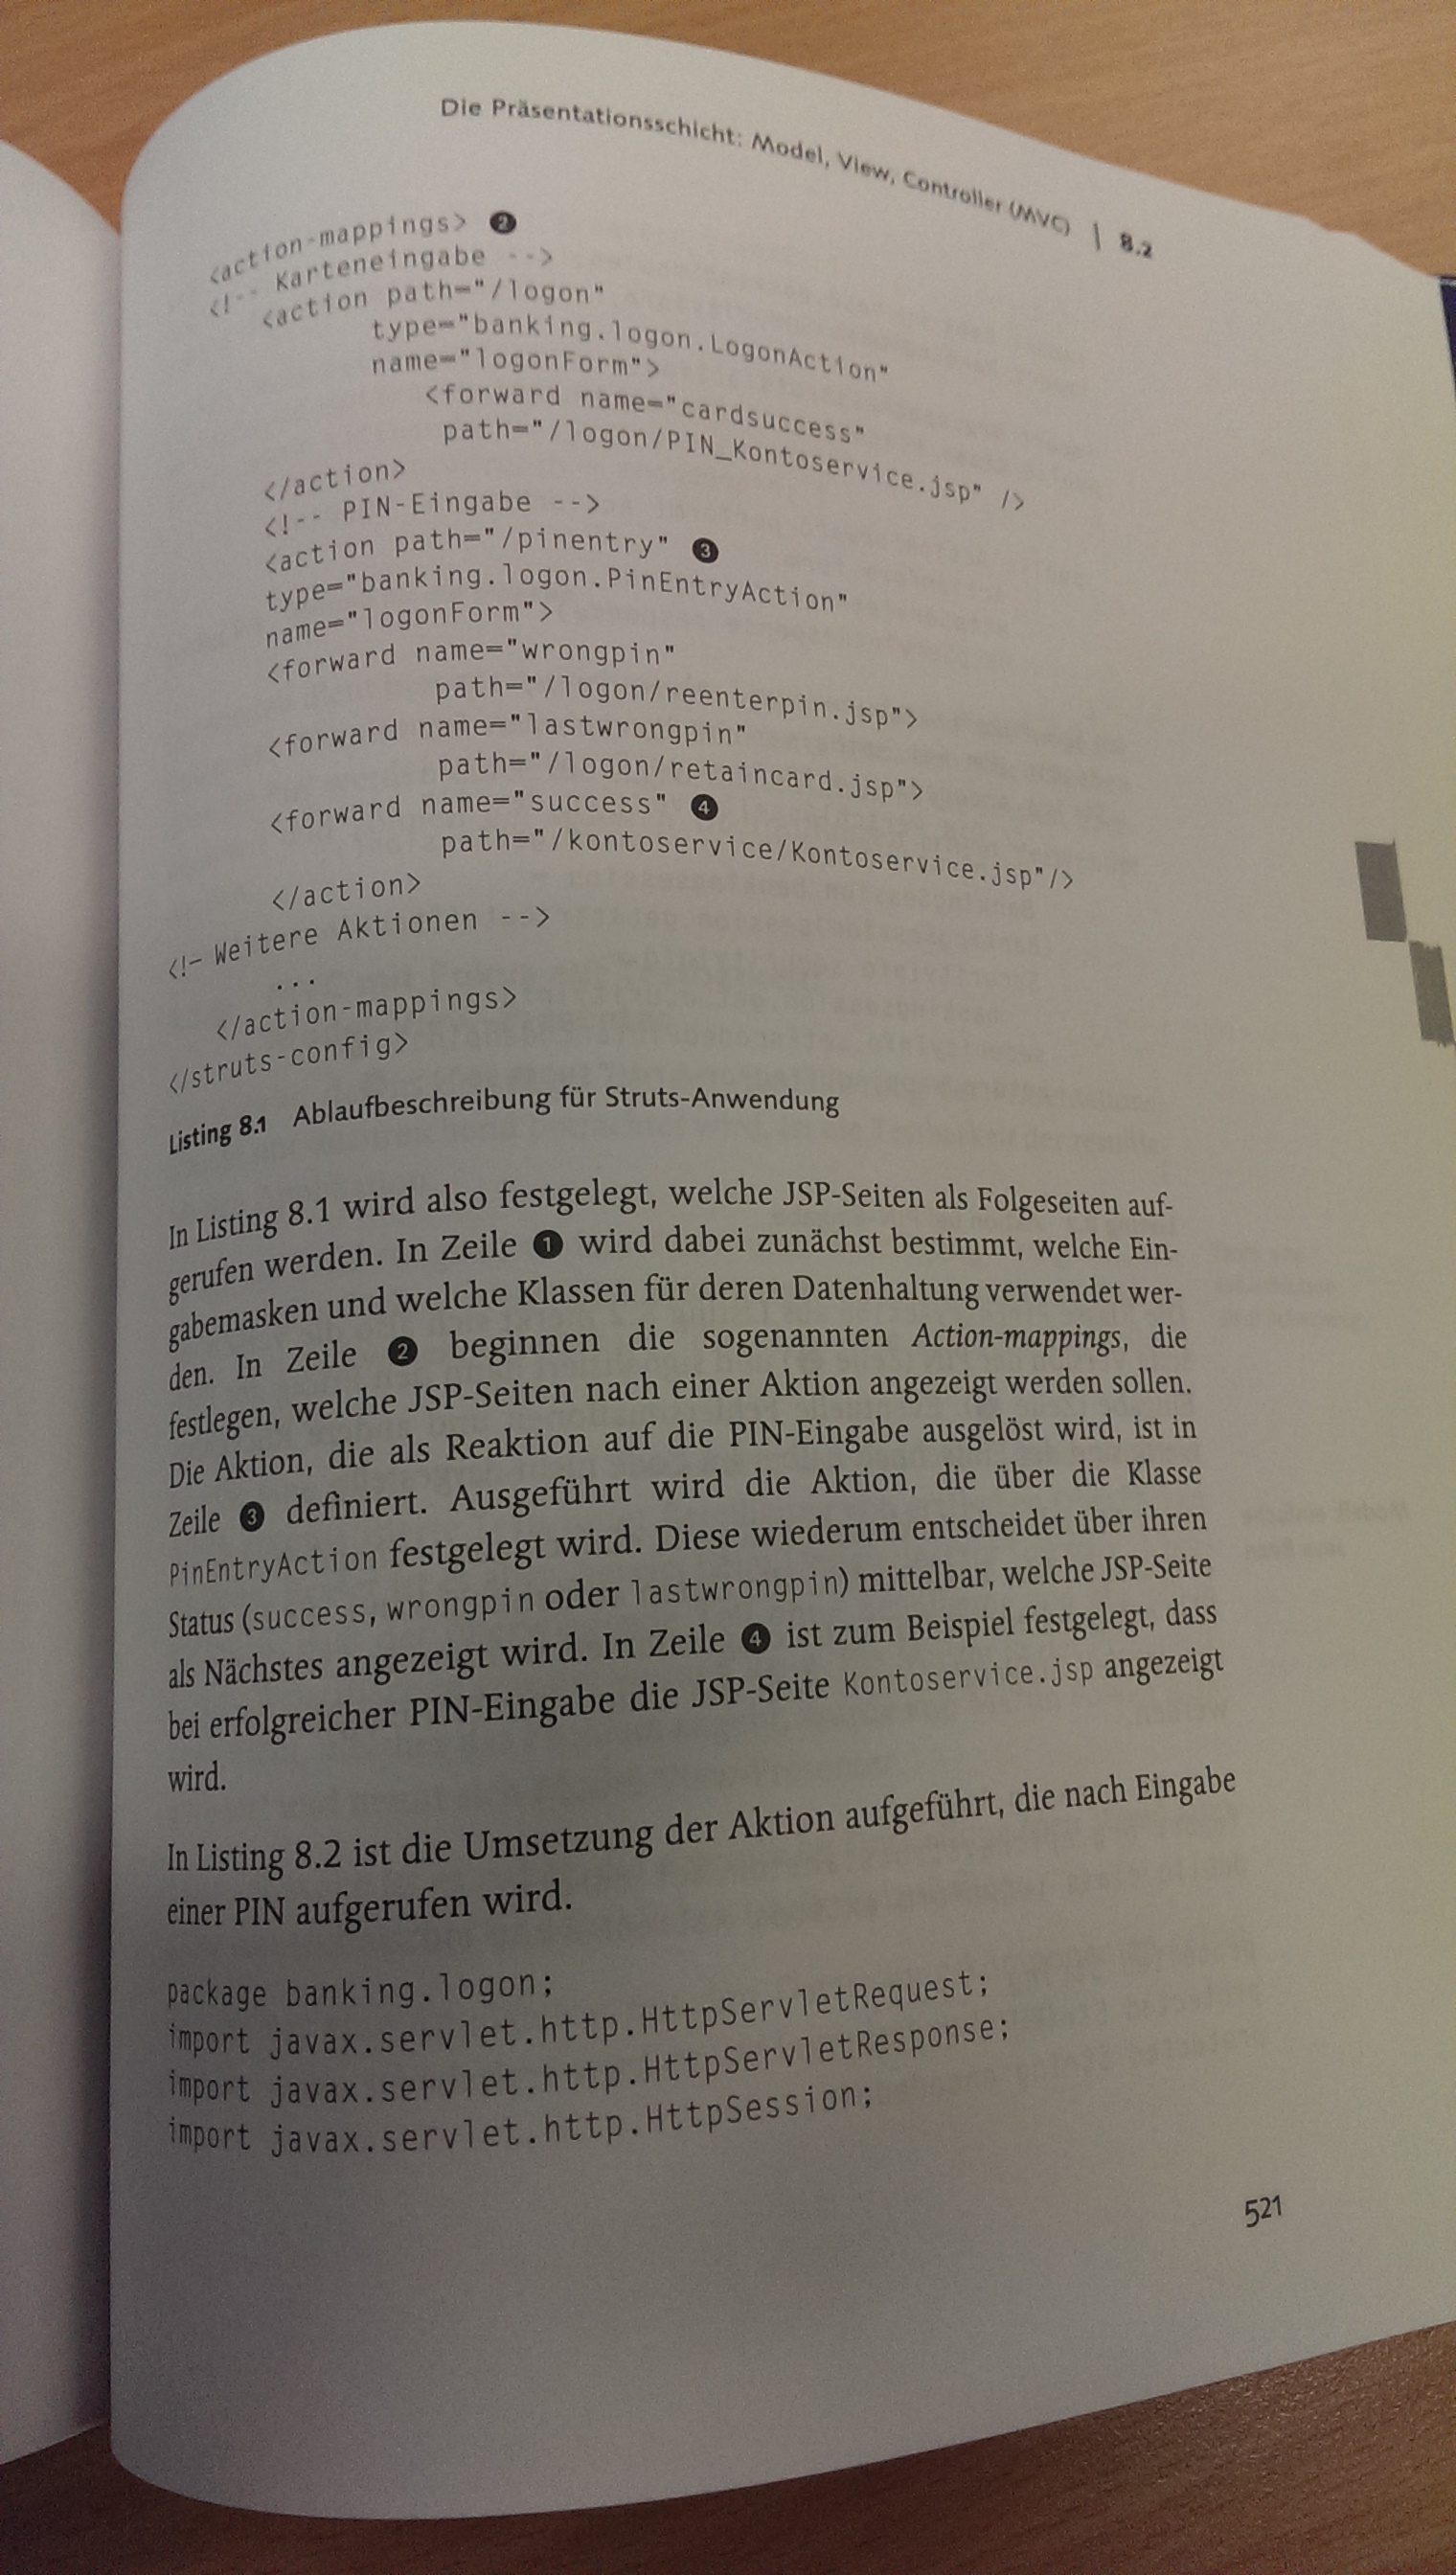 Die Präsentationsschicht: Model, View, Controller (MVC) | 8.2
<action-mappings> ❷
<!-- Karteneingabe -->
<action path="/logon"
type="banking.logon.LogonAction"
name="logonForm">
<forward name="cardsuccess"
path="/logon/PIN_Kontoservice.jsp" />
</action>
<!-- PIN-Eingabe -->
<action path="/pinentry" ❸
type="banking.logon.PinEntryAction"
name="logonForm">
<forward name="wrongpin"
path="/logon/reenterpin.jsp">
<forward name="lastwrongpin"
path="/logon/retaincard.jsp">
<forward name="success" ❹
path="/kontoservice/Kontoservice.jsp"/>
</action>
<!– Weitere Aktionen -->
...
</action-mappings>
</struts-config>
Listing 8.1 Ablaufbeschreibung für Struts-Anwendung
In Listing 8.1 wird also festgelegt, welche JSP-Seiten als Folgeseiten auf-
gerufen werden. In Zeile ❶ wird dabei zunächst bestimmt, welche Ein-
gabemasken und welche Klassen für deren Datenhaltung verwendet wer-
den. In Zeile ❷ beginnen die sogenannten Action-mappings, die
festlegen, welche JSP-Seiten nach einer Aktion angezeigt werden sollen.
Die Aktion, die als Reaktion auf die PIN-Eingabe ausgelöst wird, ist in
Zeile ❸ definiert. Ausgeführt wird die Aktion, die über die Klasse
PinEntryAction festgelegt wird. Diese wiederum entscheidet über ihren
Status (success, wrongpin oder lastwrongpin) mittelbar, welche JSP-Seite
als Nächstes angezeigt wird. In Zeile ❹ ist zum Beispiel festgelegt, dass
bei erfolgreicher PIN-Eingabe die JSP-Seite Kontoservice.jsp angezeigt
wird.
In Listing 8.2 ist die Umsetzung der Aktion aufgeführt, die nach Eingabe
einer PIN aufgerufen wird.
package banking.logon;
import javax.servlet.http.HttpServletRequest;
import javax.servlet.http.HttpServletResponse;
import javax.servlet.http.HttpSession;
521